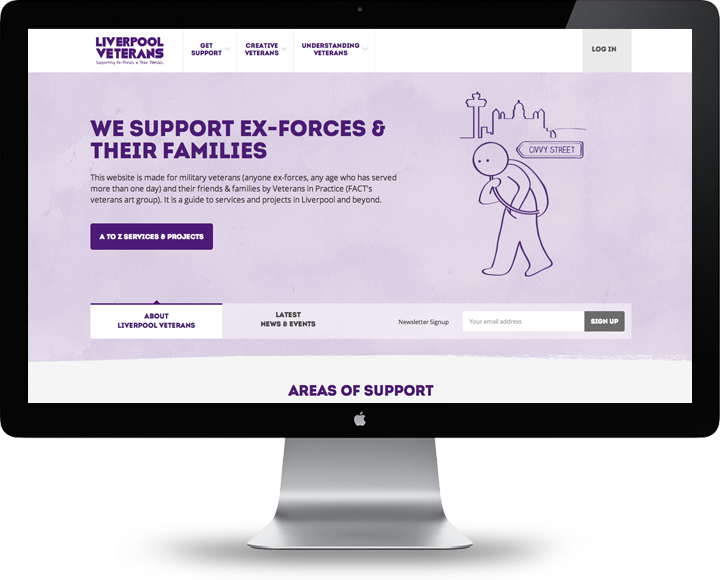 LIVERPOOL
VETERANS
Supporting Ex-Forces & Their Families
GET
SUPPORT
CREATIVE
VETERANS
UNDERSTANDING
VETERANS
LOG IN
WE SUPPORT EX-FORCES &
THEIR FAMILIES
This website is made for military veterans (anyone ex-forces, any age who has served
more than one day) and their friends & families by Veterans in Practice (FACT's
veterans art group). It is a guide to services and projects in Liverpool and beyond.
A TO Z SERVICES & PROJECTS
CIVVY STREET
ABOUT
LIVERPOOL VETERANS
LATEST
NEWS & EVENTS
Newsletter Signup
Your email address
SIGN UP
AREAS OF SUPPORT